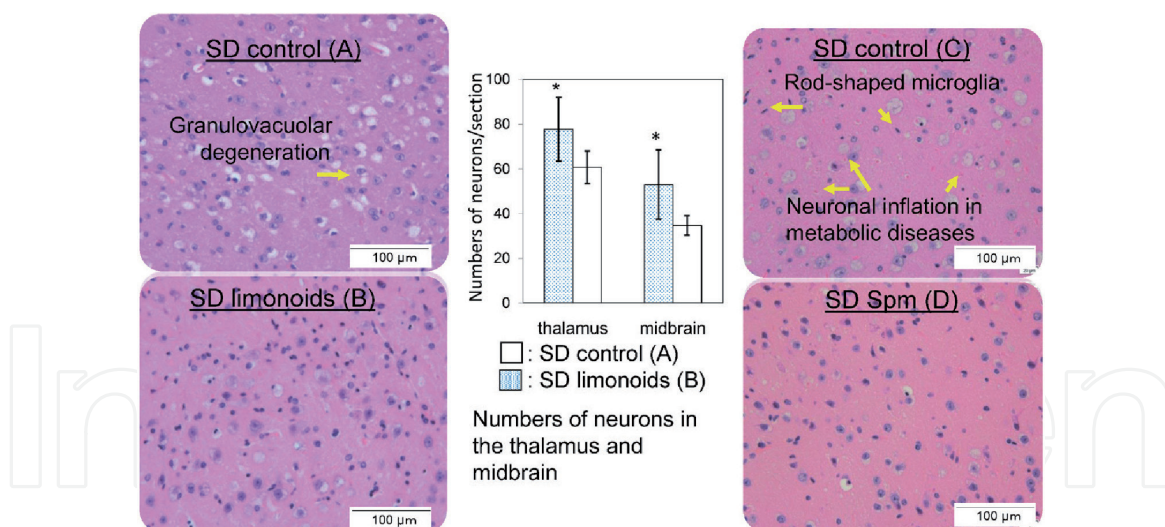 SD control (A)
Granulovacuolar
degeneration
100 µm
SD limonoids (B)
100 µm
Numbers of neurons/section
100
80
60
40
20
0
*
*
thalamus
midbrain
: SD control (A)
: SD limonoids (B)
Numbers of neurons in
the thalamus and
midbrain
SD control (C)
Rod-shaped microglia
Neuronal inflation in
metabolic diseases
100 µm
SD Spm (D)
100 µm